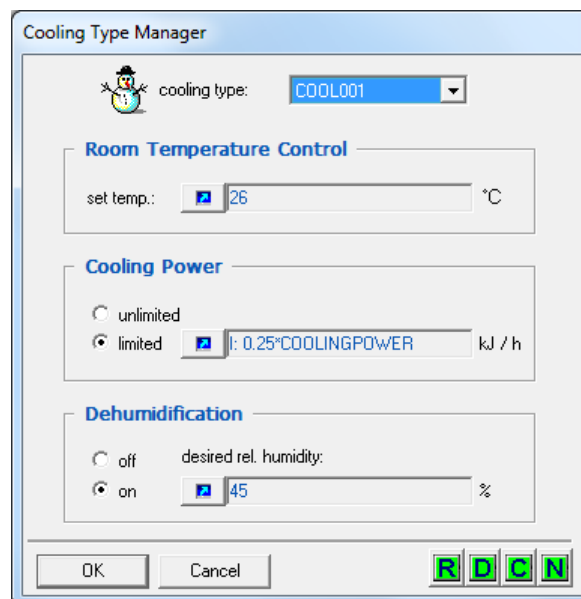 Cooling Type Manager
cooling type: COOL001
Room Temperature Control
set temp.: 26 °C
Cooling Power
unlimited
limited I: 0.25*COOLINGPOWER kJ / h
Dehumidification
off desired rel. humidity:
on 45 %
OK Cancel R D C N